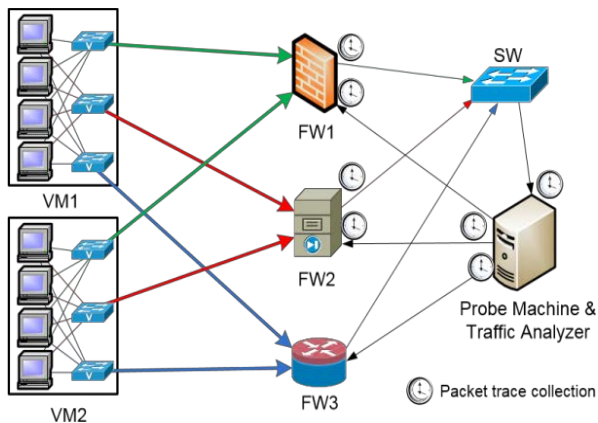 SW
FW1
VM1
V
V
V
FW2
V
V
V
Probe Machine &
Traffic Analyzer
FW3
Packet trace collection
VM2